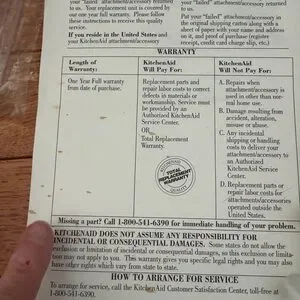 your "failed" attachment/accessory
returned to us.
to us. Your replacement unit is covered by
our one year full warranty. Please follow
these instructions to receive this quality
service.
If you reside in the United States and
your KitchenAid attachment/accessory
Put your "failed" attachment/accessory in
the original shipping carton along with a
sheet of paper with your name and address
on it, and proof of purchase (register
receipt, credit card charge slip, etc.)
WARRANTY
Length of
Warranty:
KitchenAid
Will Pay For:
KitchenAid
Will Not Pay For:
One Year Full warranty
from date of purchase.
Replacement parts and
repair labor costs to correct
defects in materials or
workmanship. Service must
be provided by an
Authorized KitchenAid
Service Center.
OR
Total Replacement
Warranty.
TOTAL
REPLACEMENT
WARRANTY
A. Repairs when
attachment/accessory is
used in other than nor-
mal home use.
B. Damage resulting from
accident, alteration,
misuse or abuse.
C. Any incidental
shipping or handling
costs to deliver your
attachment/accessory to
an Authorized KitchenAid
Service Center.
D. Replacement parts or
repair labor costs for
attachments/accessories
operated outside the
United States.
Missing a part? Call 1-800-541-6390 for immediate handling of your problem.
KITCHENAID DOES NOT ASSUME ANY RESPONSIBILITY FOR
INCIDENTAL OR CONSEQUENTIAL DAMAGES. Some states do not allow the
exclusion or limitation of incidental or consequential damages, so this exclusion or limita-
tion may not apply to you. This warranty gives you specific legal rights and you may also
have other rights which vary from state to state.
HOW TO ARRANGE FOR SERVICE
To arrange for service, call the KitchenAid Customer Satisfaction Center, toll-free at
1-800-541-6390.